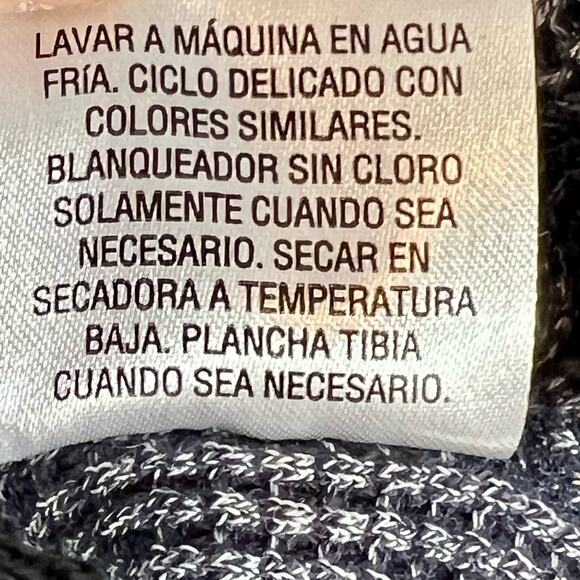 LAVAR A MÁQUINA EN AGUA
FRÍA. CICLO DELICADO CON
COLORES SIMILARES.
BLANQUEADOR SIN CLORO
SOLAMENTE CUANDO SEA
NECESARIO. SECAR EN
SECADORA A TEMPERATURA
BAJA. PLANCHA TIBIA
CUANDO SEA NECESARIO.